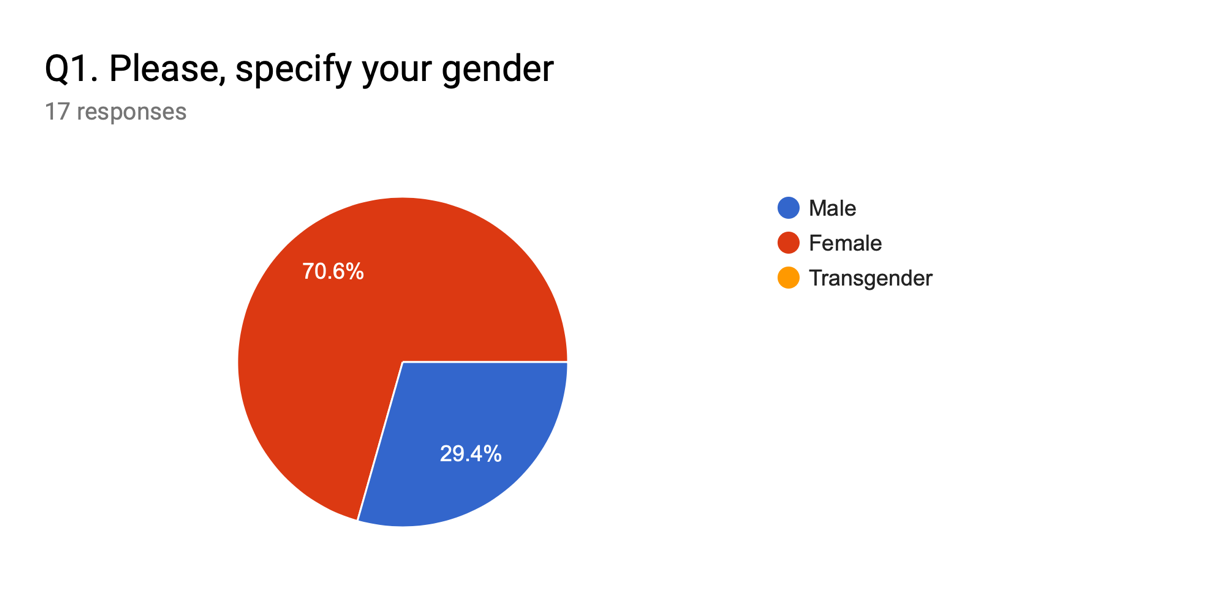 Q1. Please, specify your gender
17 responses
Male
Female
Transgender
70.6%
29.4%